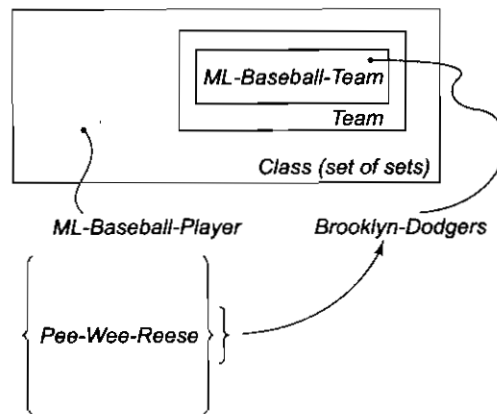 ML-Baseball-Team
Team
Class (set of sets)
ML-Baseball-Player
Brooklyn-Dodgers
Pee-Wee-Reese